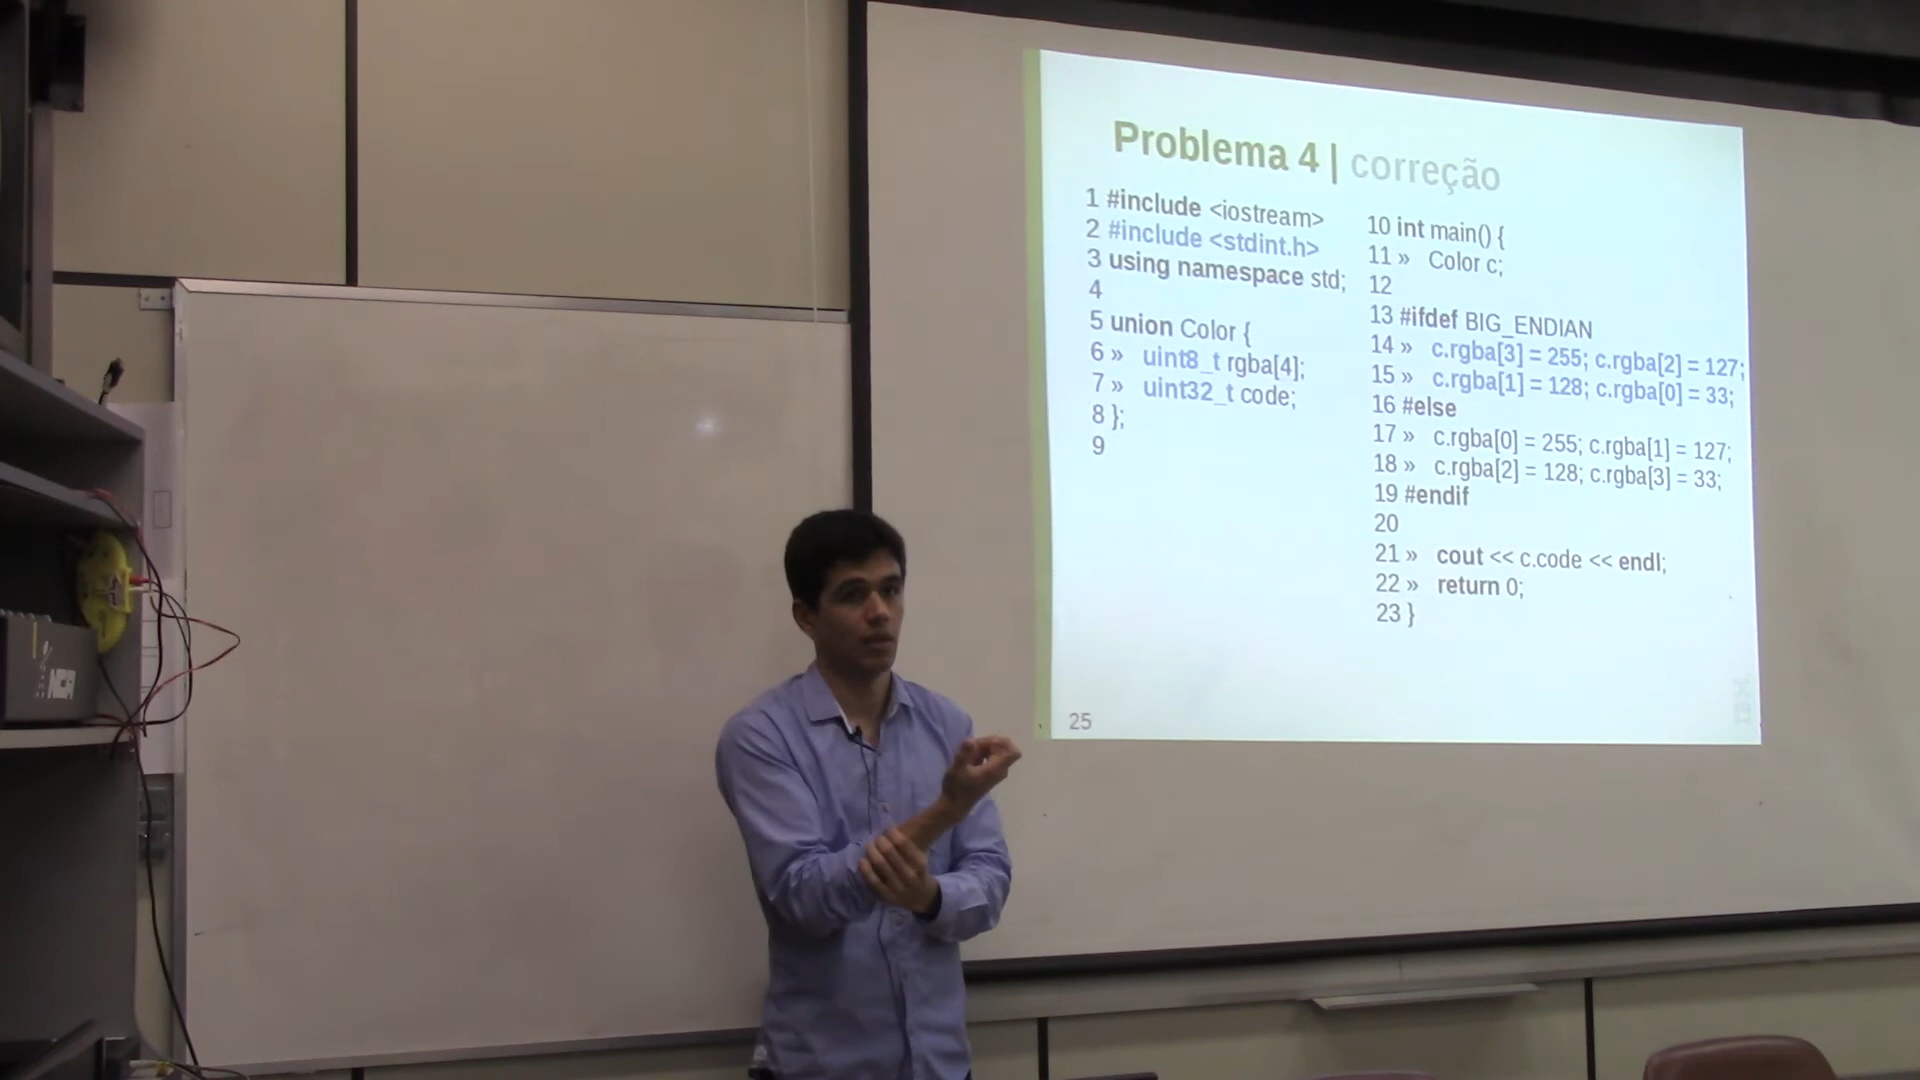 Problema 4 | correção
1 #include <iostream>
2 #include <stdint.h>
3 using namespace std;
4
5 union Color {
6 » uint8_t rgba[4];
7 » uint32_t code;
8 };
9
10 int main() {
11 » Color c;
12
13 #ifdef BIG_ENDIAN
14 » c.rgba[3] = 255; c.rgba[2] = 127;
15 » c.rgba[1] = 128; c.rgba[0] = 33;
16 #else
17 » c.rgba[0] = 255; c.rgba[1] = 127;
18 » c.rgba[2] = 128; c.rgba[3] = 33;
19 #endif
20
21 » cout << c.code << endl;
22 » return 0;
23 }
25
IBM